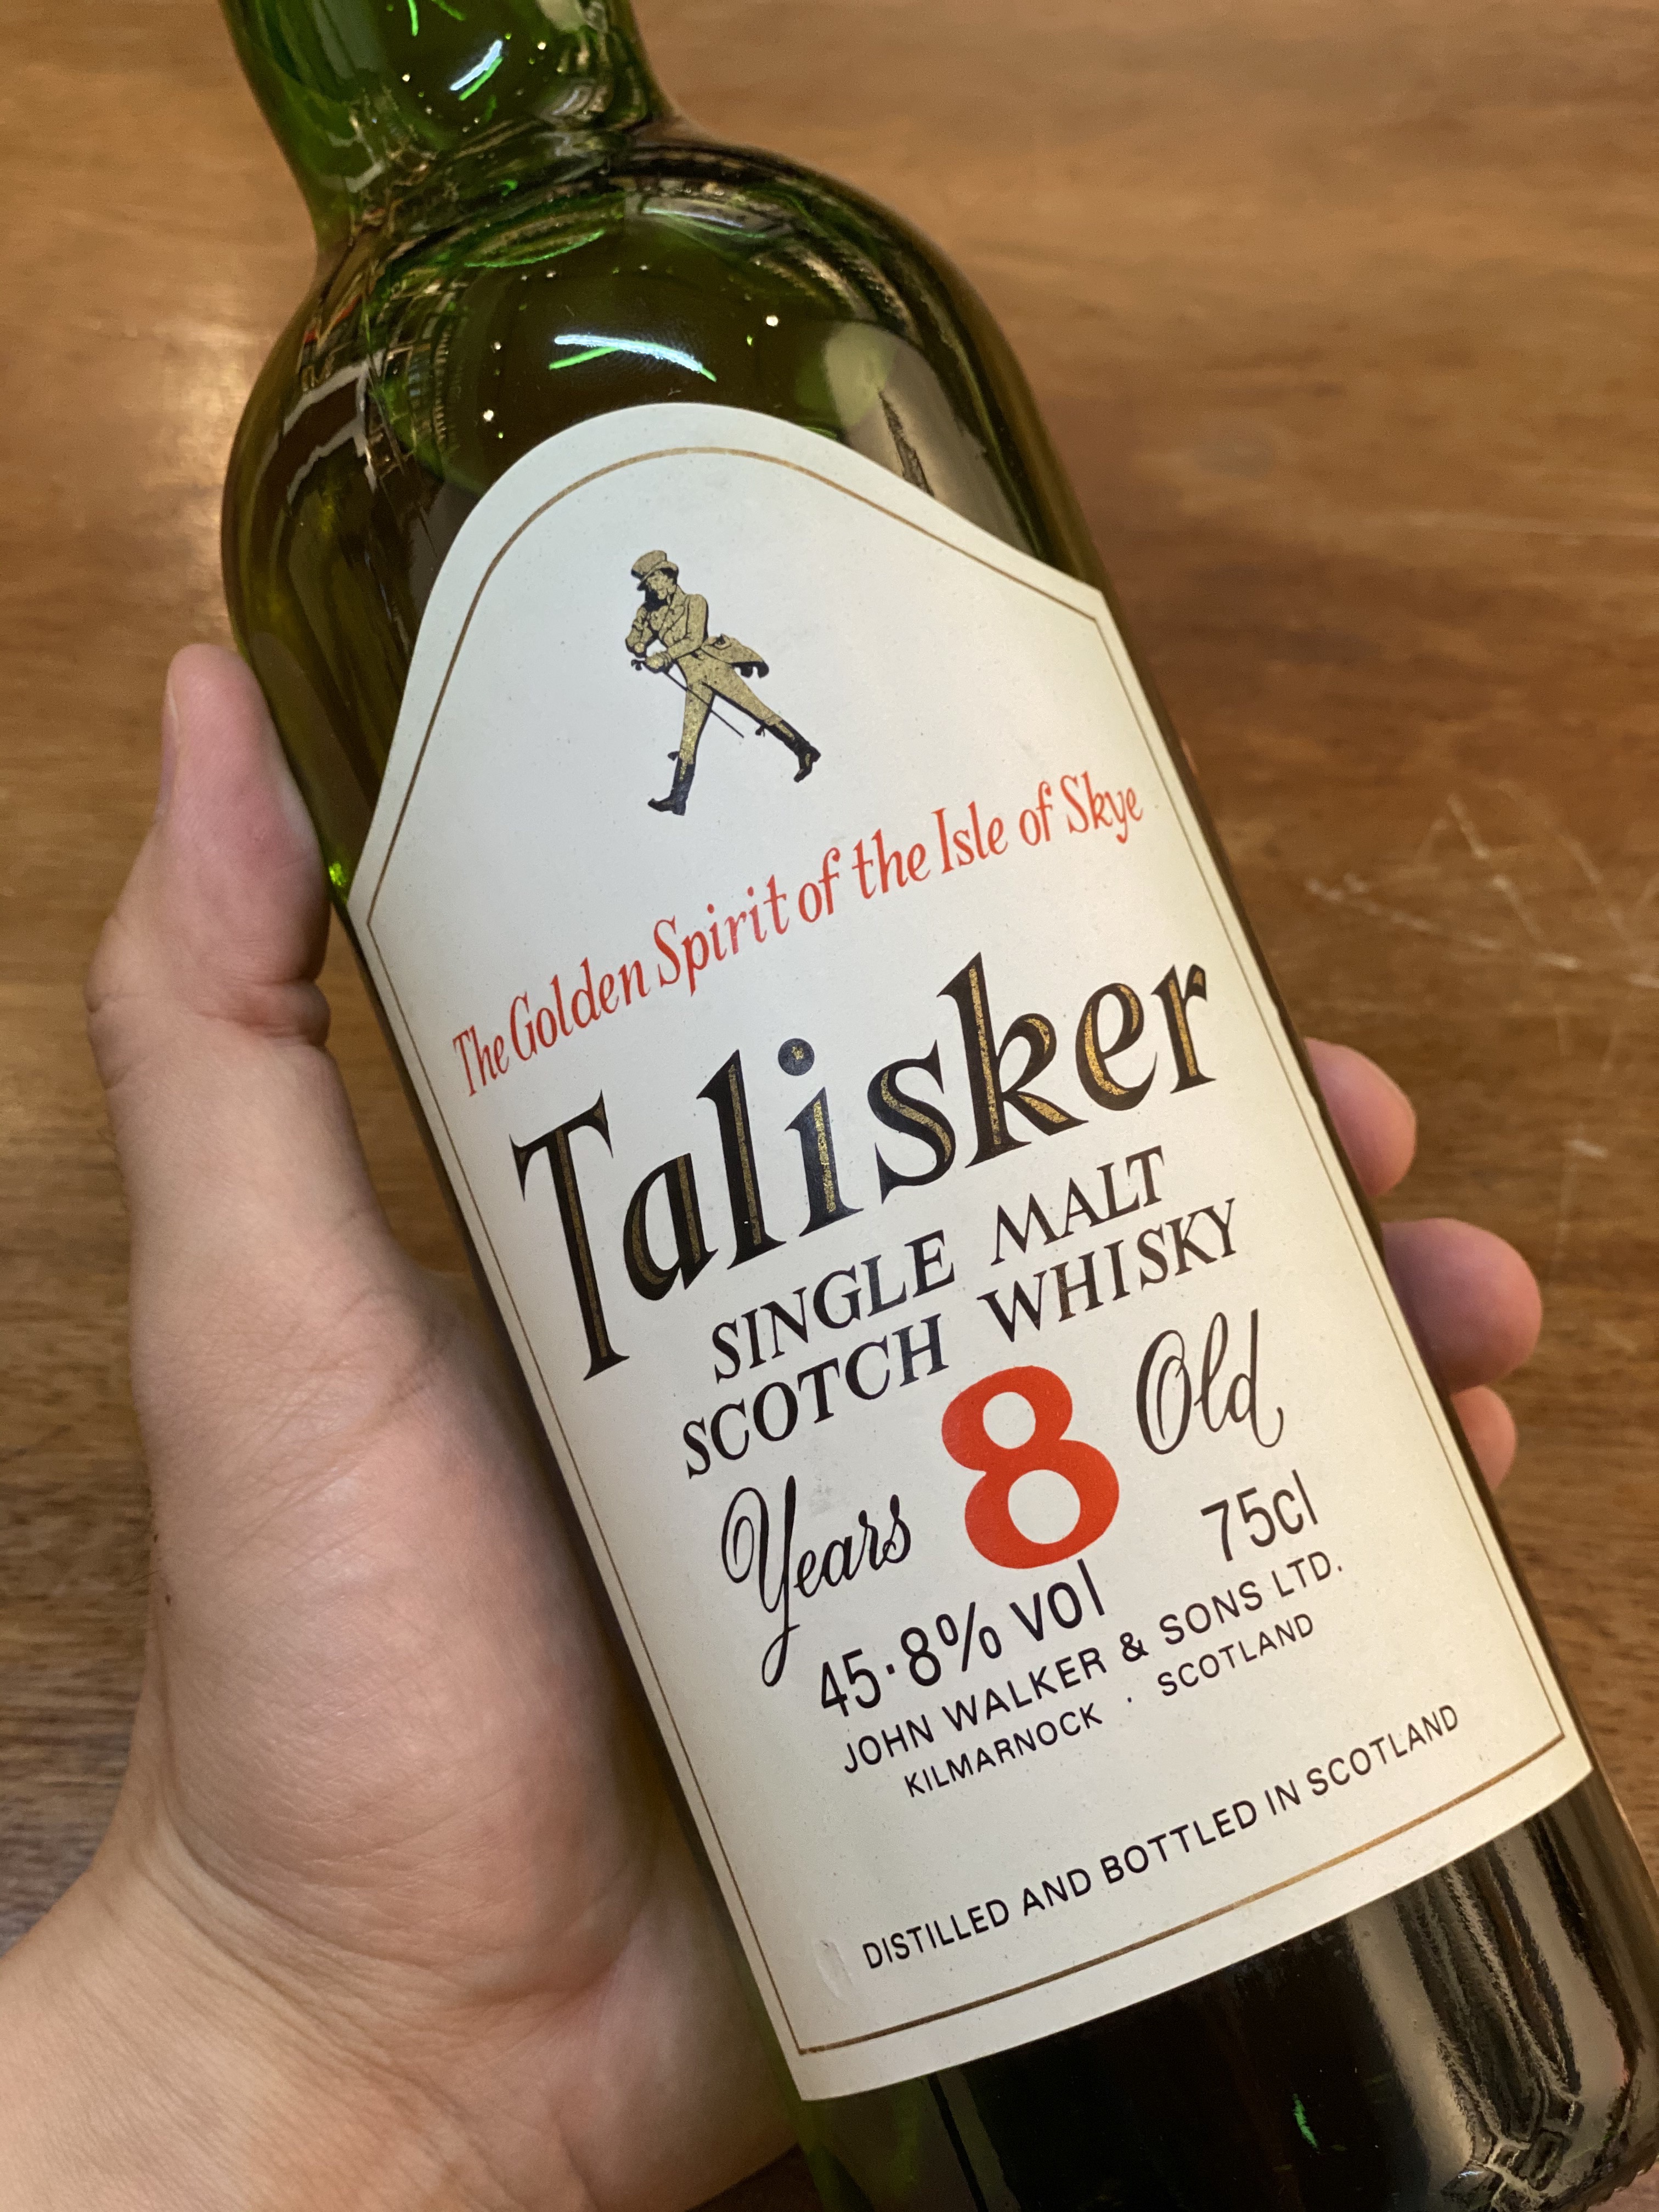 The Golden Spirit of the Isle of Skye
Talisker
SINGLE MALT
SCOTCH WHISKY
Years 8 Old
45·8% vol 75cl
JOHN WALKER & SONS LTD.
KILMARNOCK · SCOTLAND
DISTILLED AND BOTTLED IN SCOTLAND